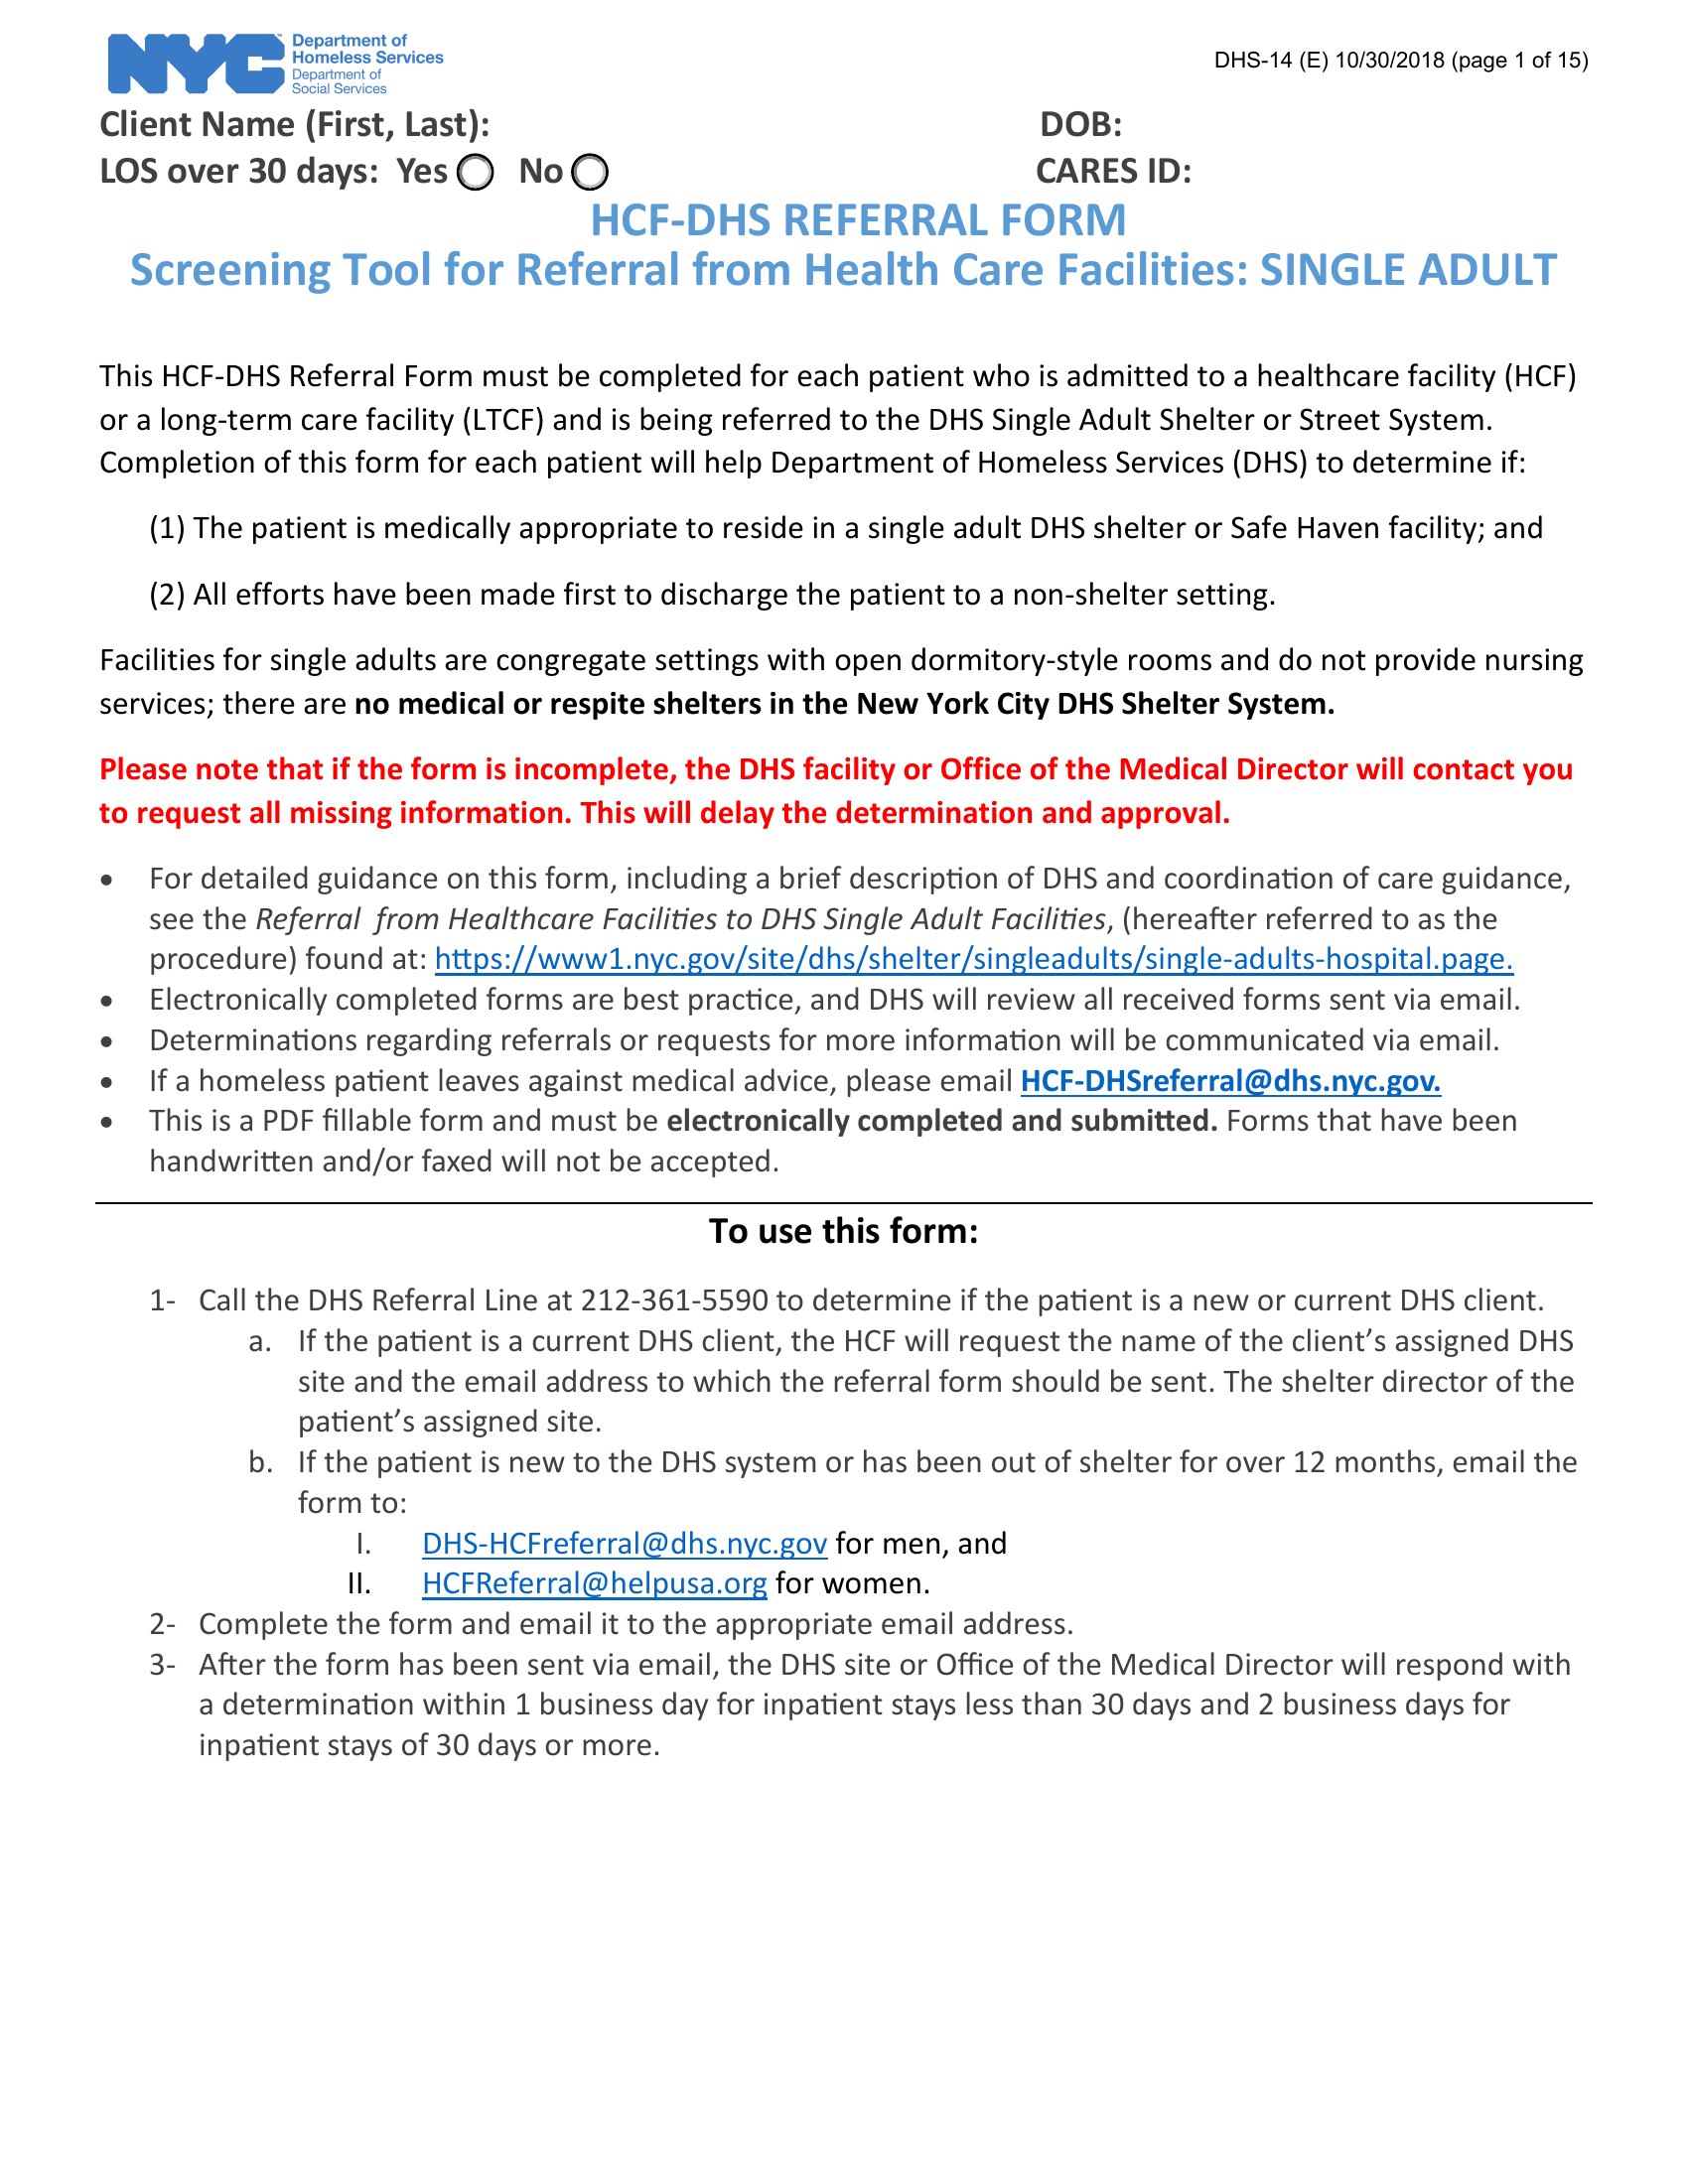 NYC Department of
Homeless Services
Department of
Social Services
DHS-14 (E) 10/30/2018 (page 1 of 15)
Client Name (First, Last): DOB:
LOS over 30 days: Yes No CARES ID:
HCF-DHS REFERRAL FORM
Screening Tool for Referral from Health Care Facilities: SINGLE ADULT
This HCF-DHS Referral Form must be completed for each patient who is admitted to a healthcare facility (HCF)
or a long-term care facility (LTCF) and is being referred to the DHS Single Adult Shelter or Street System.
Completion of this form for each patient will help Department of Homeless Services (DHS) to determine if:
(1) The patient is medically appropriate to reside in a single adult DHS shelter or Safe Haven facility; and
(2) All efforts have been made first to discharge the patient to a non-shelter setting.
Facilities for single adults are congregate settings with open dormitory-style rooms and do not provide nursing
services; there are no medical or respite shelters in the New York City DHS Shelter System.
Please note that if the form is incomplete, the DHS facility or Office of the Medical Director will contact you
to request all missing information. This will delay the determination and approval.
• For detailed guidance on this form, including a brief description of DHS and coordination of care guidance,
see the Referral from Healthcare Facilities to DHS Single Adult Facilities, (hereafter referred to as the
procedure) found at: https://www1.nyc.gov/site/dhs/shelter/singleadults/single-adults-hospital.page.
• Electronically completed forms are best practice, and DHS will review all received forms sent via email.
• Determinations regarding referrals or requests for more information will be communicated via email.
• If a homeless patient leaves against medical advice, please email HCF-DHSreferral@dhs.nyc.gov.
• This is a PDF fillable form and must be electronically completed and submitted. Forms that have been
handwritten and/or faxed will not be accepted.
To use this form:
1- Call the DHS Referral Line at 212-361-5590 to determine if the patient is a new or current DHS client.
a. If the patient is a current DHS client, the HCF will request the name of the client’s assigned DHS
site and the email address to which the referral form should be sent. The shelter director of the
patient’s assigned site.
b. If the patient is new to the DHS system or has been out of shelter for over 12 months, email the
form to:
I. DHS-HCFreferral@dhs.nyc.gov for men, and
II. HCFReferral@helpusa.org for women.
2- Complete the form and email it to the appropriate email address.
3- After the form has been sent via email, the DHS site or Office of the Medical Director will respond with
a determination within 1 business day for inpatient stays less than 30 days and 2 business days for
inpatient stays of 30 days or more.